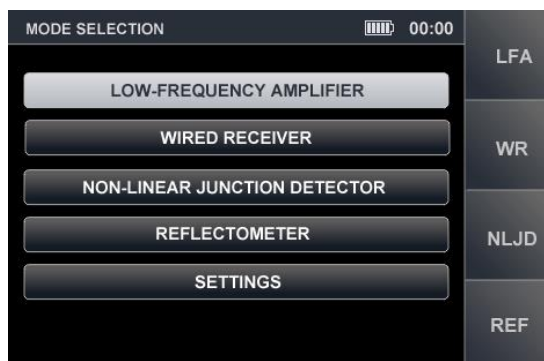 MODE SELECTION 00:00
LOW-FREQUENCY AMPLIFIER
WIRED RECEIVER
NON-LINEAR JUNCTION DETECTOR
REFLECTOMETER
SETTINGS
LFA
WR
NLJD
REF